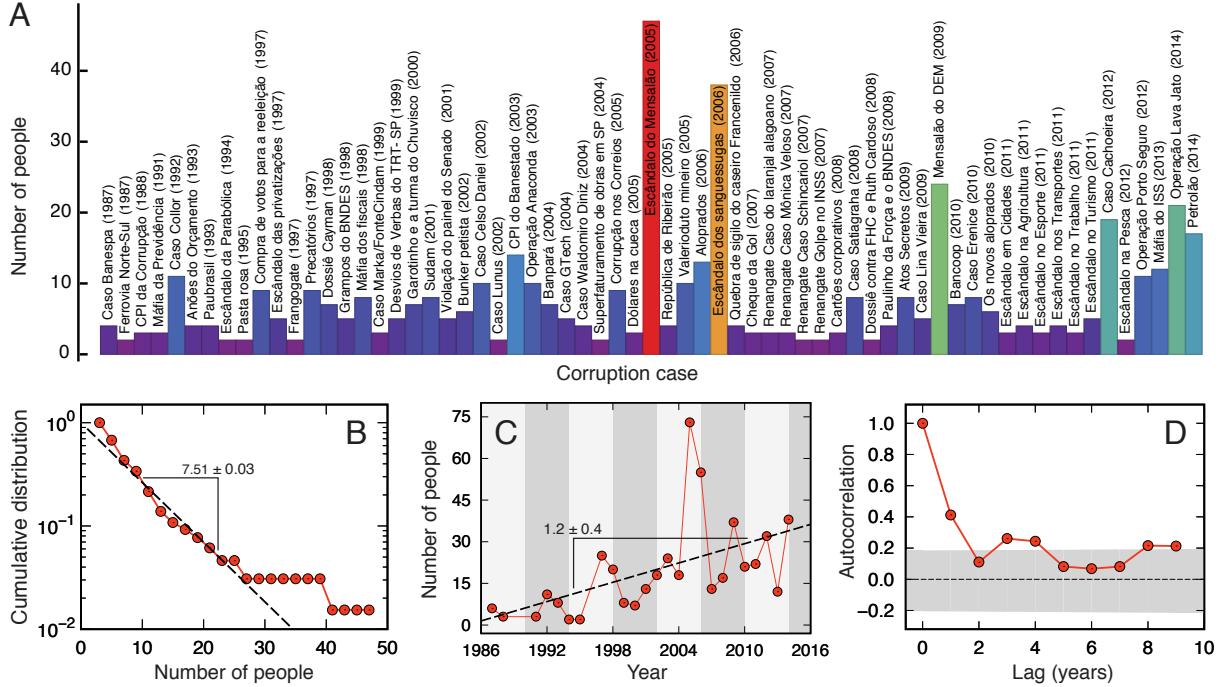 A
Number of people
40
30
20
10
0
Caso Banespa (1987)
Ferrovia Norte-Sul (1987)
CPI da Corrupção (1988)
Máfia da Previdência (1991)
Caso Collor (1992)
Anões do Orçamento (1993)
Paubrasil (1993)
Escândalo da Parabólica (1994)
Pasta rosa (1995)
Compra de votos para a reeleição (1997)
Escândalo das privatizações (1997)
Frangogate (1997)
Precatórios (1997)
Dossiê Cayman (1998)
Grampos do BNDES (1998)
Máfia dos fiscais (1998)
Caso Marka/FonteCindam (1999)
Desvios de Verbas do TRT- SP (1999)
Garotinho e a turma do Chuvisco (2000)
Sudam (2001)
Violação do painel do Senado (2001)
Bunker petista (2002)
Caso Celso Daniel (2002)
Caso Lunus (2002)
CPI do Banestado (2003)
Operação Anaconda (2003)
Banpará (2004)
Caso GTech (2004)
Caso Waldomiro Diniz (2004)
Superfaturamento de obras em SP (2004)
Corrupção nos Correios (2005)
Dólares na cueca (2005)
Escândalo do Mensalão (2005)
República de Ribeirão (2005)
Valerioduto mineiro (2005)
Aloprados (2006)
Escândalo dos sanguessugas (2006)
Quebra de sigilo do caseiro Francenildo (2006)
Cheque da Gol (2007)
Renangate Caso do laranjal alagoano (2007)
Renangate Caso Mônica Veloso (2007)
Renangate Caso Schincariol (2007)
Renangate Golpe no INSS (2007)
Cartões corporativos (2008)
Caso Satiagraha (2008)
Dossiê contra FHC e Ruth Cardoso (2008)
Paulinho da Força e o BNDES (2008)
Atos Secretos (2009)
Caso Lina Vieira (2009)
Mensalão do DEM (2009)
Bancoop (2010)
Caso Erenice (2010)
Os novos aloprados (2010)
Escândalo em Cidades (2011)
Escândalo na Agricultura (2011)
Escândalo no Esporte (2011)
Escândalo nos Transportes (2011)
Escândalo no Trabalho (2011)
Escândalo no Turismo (2011)
Caso Cachoeira (2012)
Escândalo na Pesca (2012)
Operação Porto Seguro (2012)
Máfia do ISS (2013)
Operação Lava Jato (2014)
Petrolão (2014)
Corruption case
B
Cumulative distribution
10⁰
10⁻¹
10⁻²
7.51 ± 0.03
0 10 20 30 40 50
Number of people
C
Number of people
75
60
45
30
15
0
1.2 ± 0.4
1986 1992 1998 2004 2010 2016
Year
D
Autocorrelation
1.0
0.8
0.6
0.4
0.2
0.0
−0.2
0 2 4 6 8 10
Lag (years)